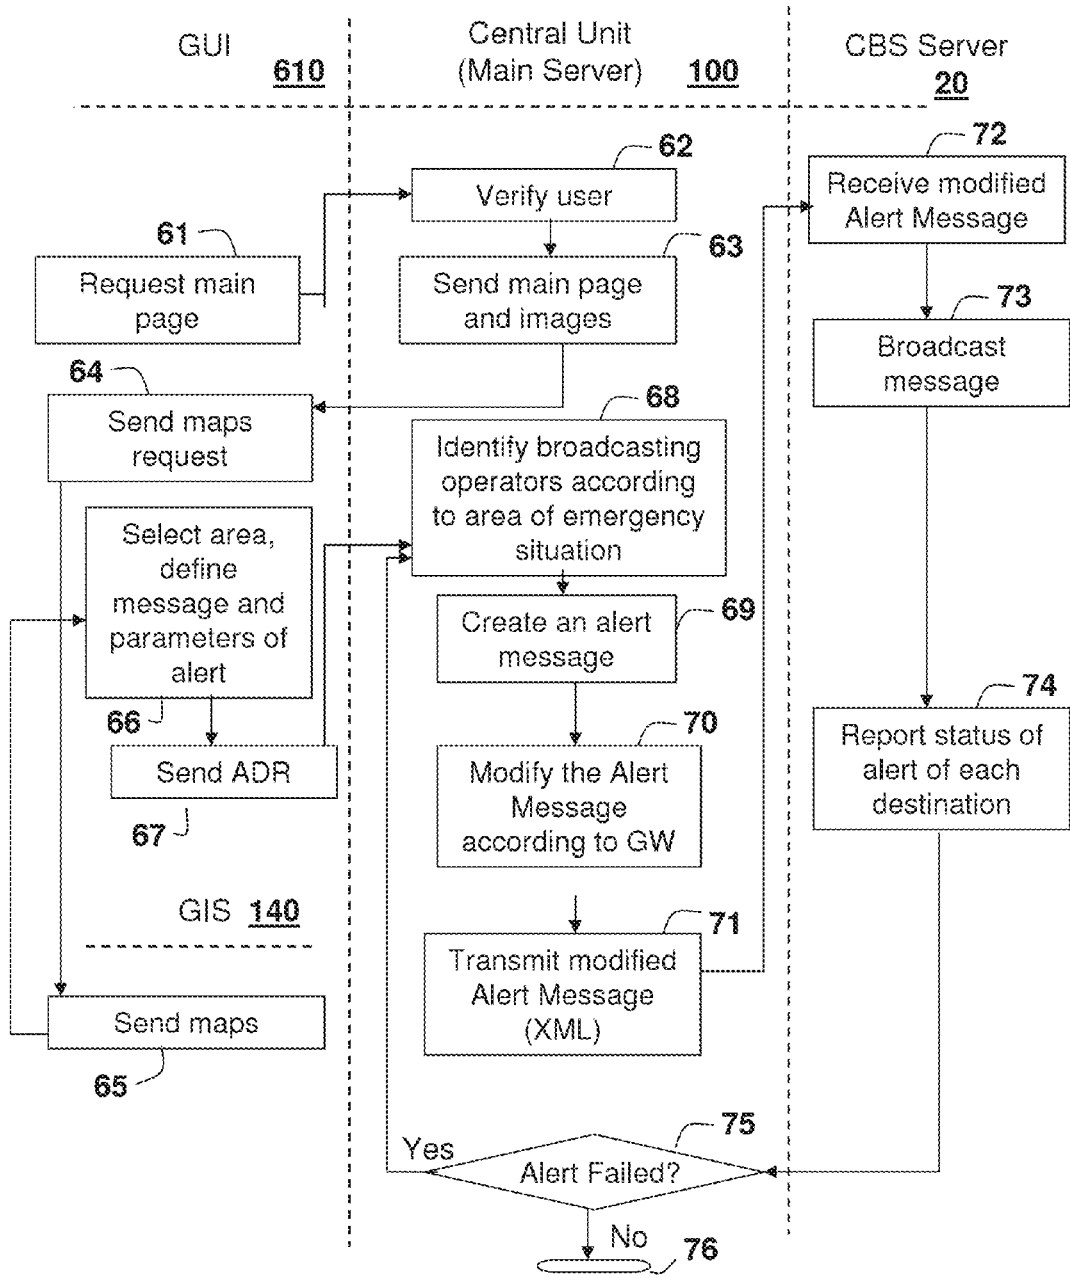 GUI
610
Central Unit
(Main Server)
100
CBS Server
20
61
Request main
page
62
Verify user
63
Send main page
and images
64
Send maps
request
Select area,
define
message and
parameters of
alert
66
Send ADR
67
GIS 140
Send maps
65
68
Identify broadcasting
operators according
to area of emergency
situation
69
Create an alert
message
70
Modify the Alert
Message
according to GW
71
Transmit modified
Alert Message
(XML)
72
Receive modified
Alert Message
73
Broadcast
message
74
Report status of
alert of each
destination
75
Yes
Alert Failed?
No
76